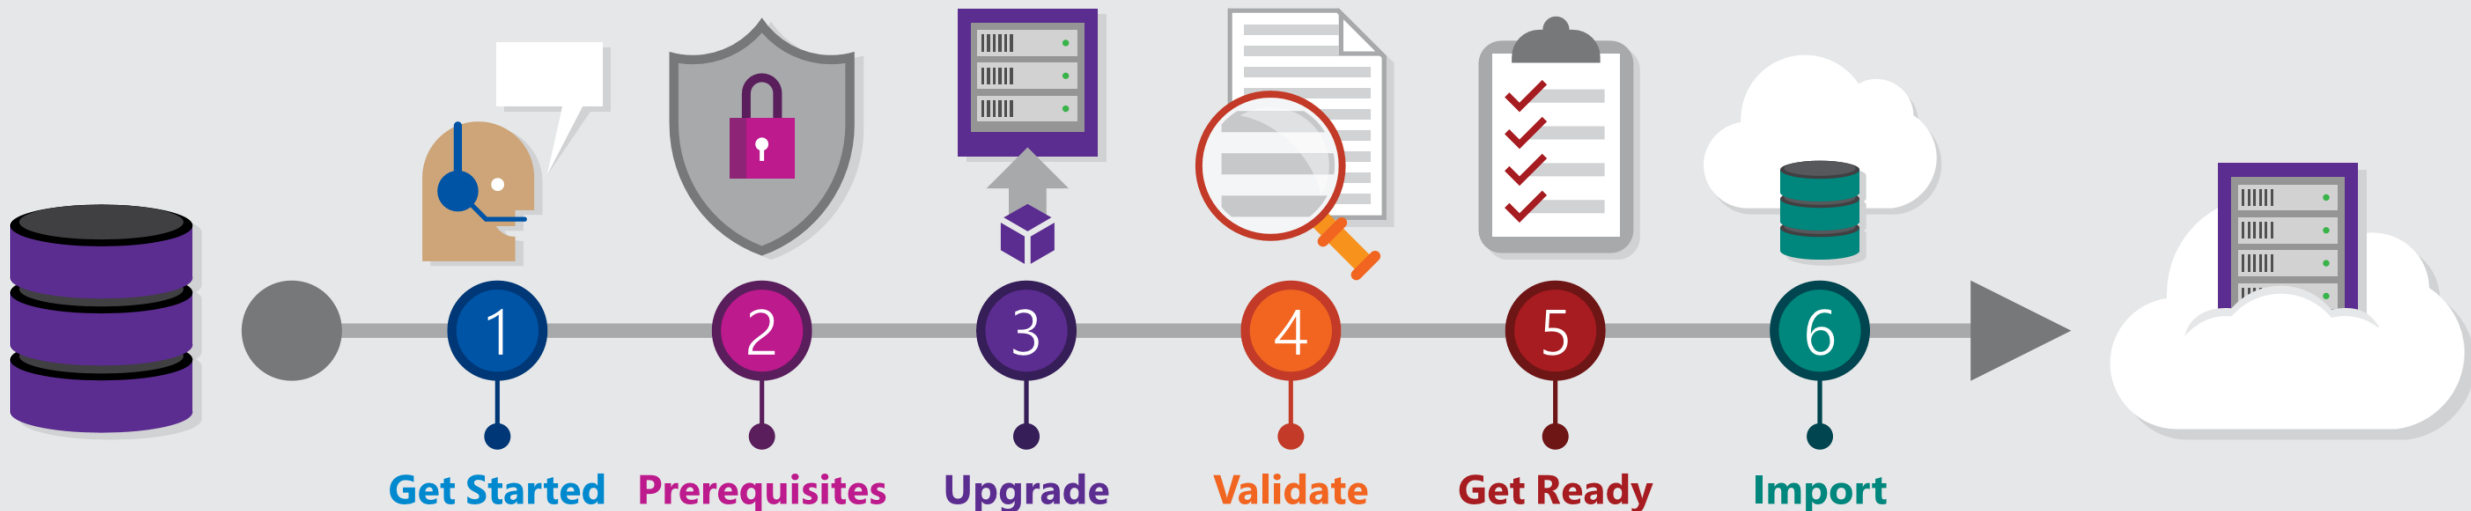 1
2
3
4
5
6
Get Started
Prerequisites
Upgrade
Validate
Get Ready
Import